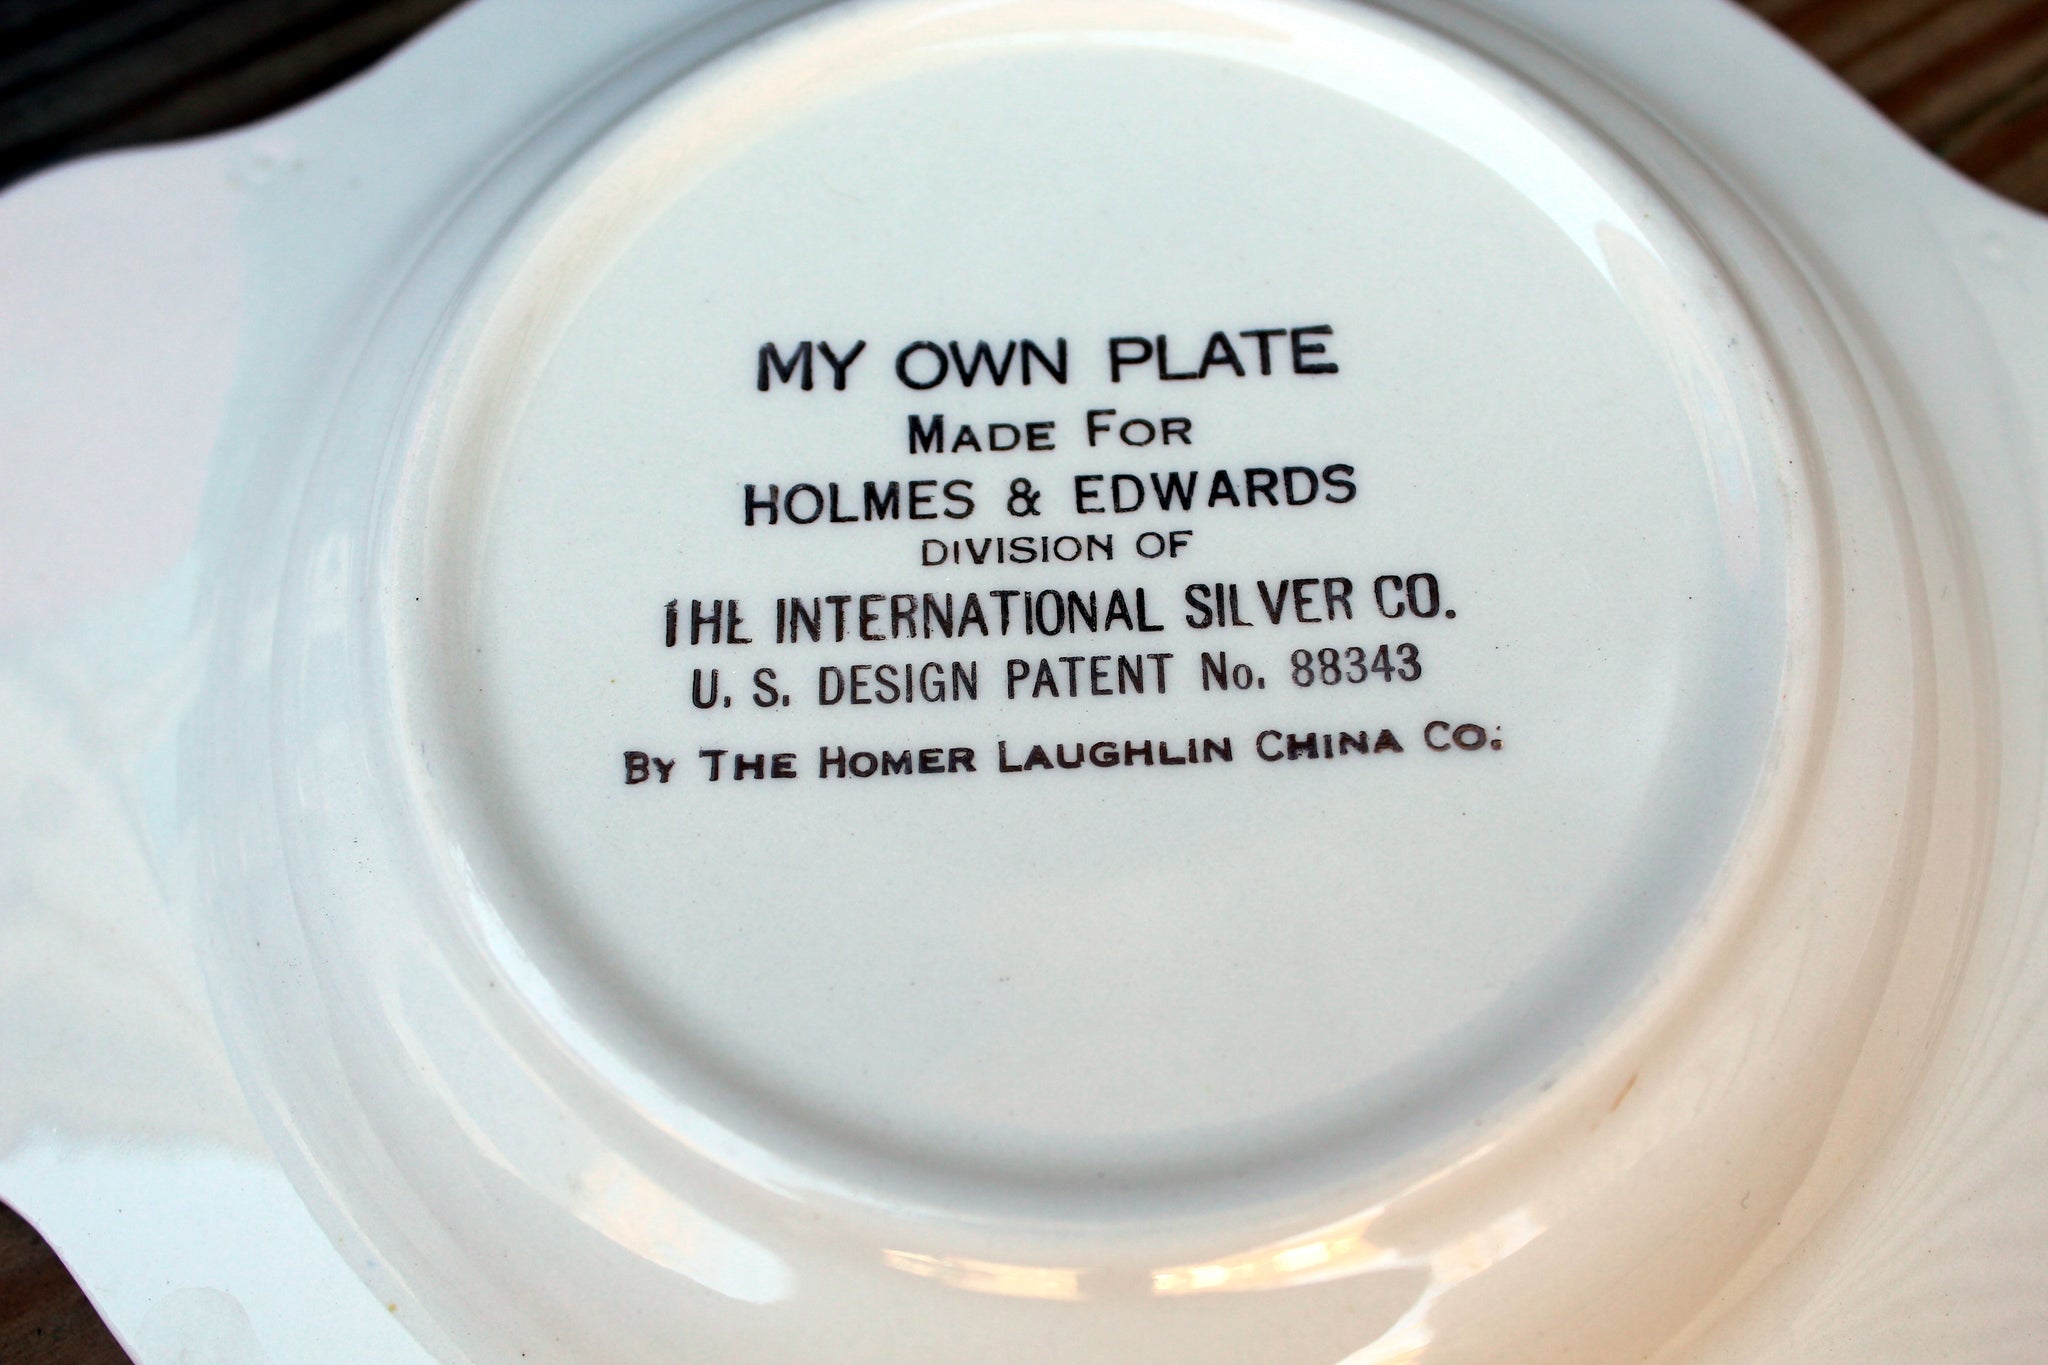 MY OWN PLATE
MADE FOR
HOLMES & EDWARDS
DIVISION OF
THE INTERNATIONAL SILVER CO.
U. S. DESIGN PATENT No. 88343
BY THE HOMER LAUGHLIN CHINA CO.